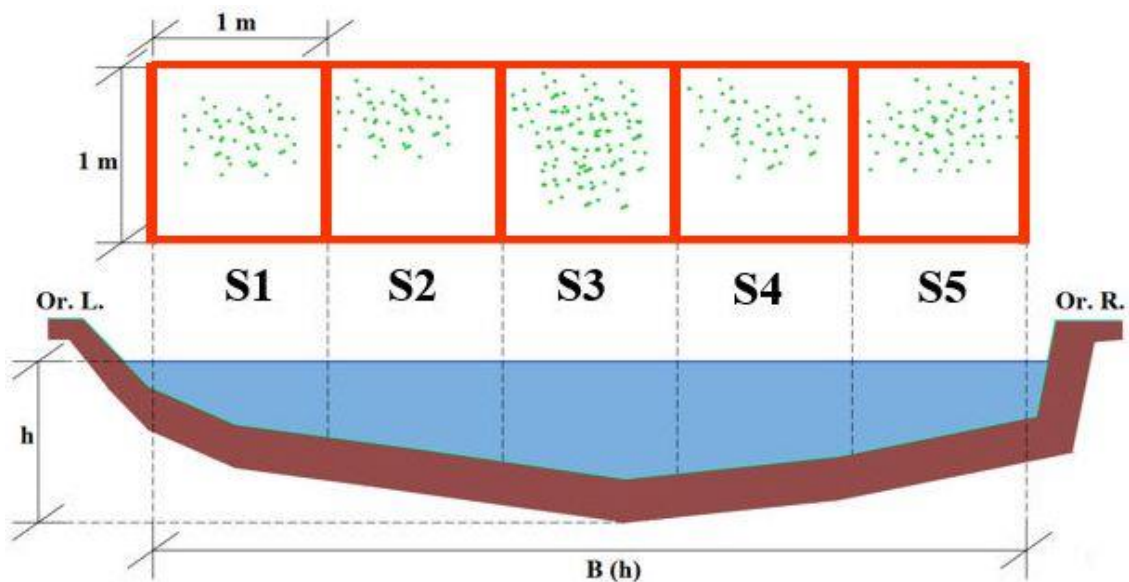 1 m
1 m
S1 S2 S3 S4 S5
Or. L. Or. R.
h
B (h)